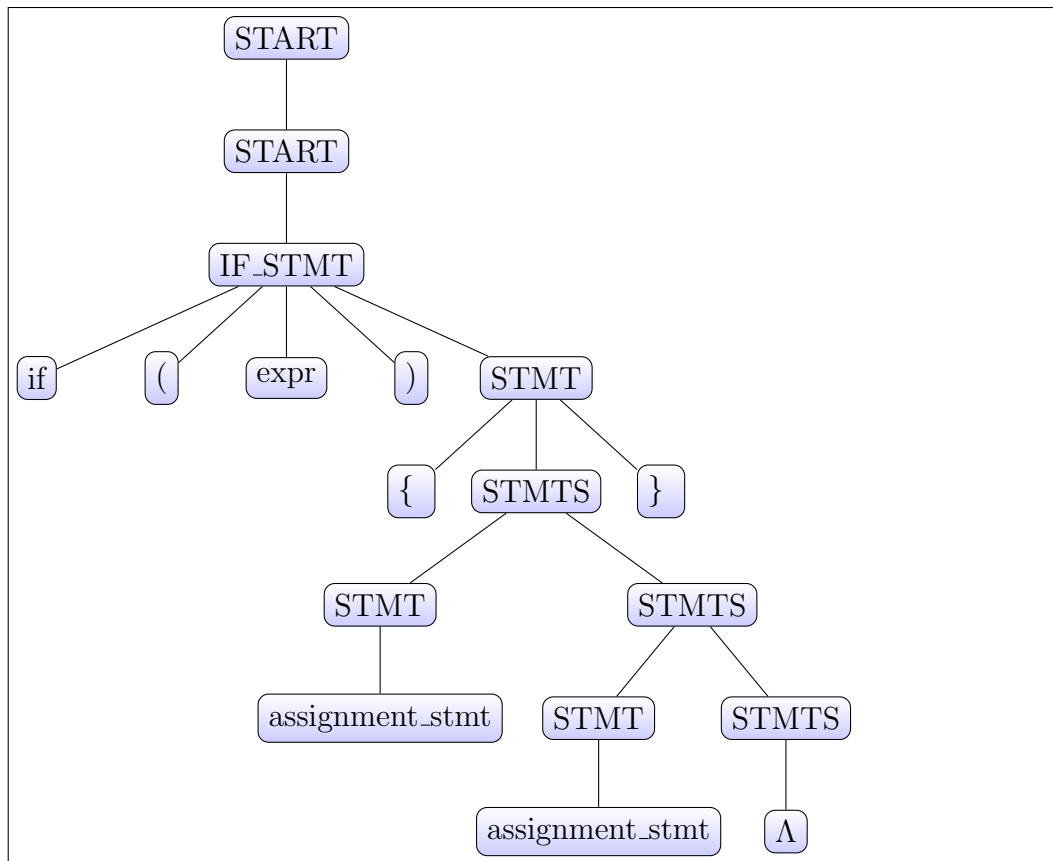 START
START
IF_STMT
if ( expr ) STMT
{ STMTS }
STMT STMTS
assignment_stmt STMT STMTS
assignment_stmt Λ